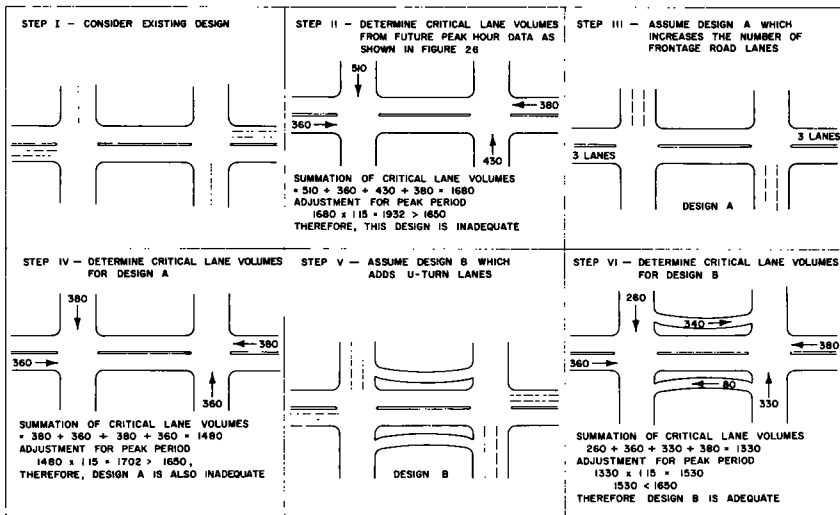 STEP I — CONSIDER EXISTING DESIGN
STEP II — DETERMINE CRITICAL LANE VOLUMES
FROM FUTURE PEAK HOUR DATA AS
SHOWN IN FIGURE 26
510
380
360
430
SUMMATION OF CRITICAL LANE VOLUMES
= 510 + 360 + 430 + 380 = 1680
ADJUSTMENT FOR PEAK PERIOD
1680 x 1.15 = 1932 > 1650
THEREFORE, THIS DESIGN IS INADEQUATE
STEP III — ASSUME DESIGN A WHICH
INCREASES THE NUMBER OF
FRONTAGE ROAD LANES
3 LANES
3 LANES
DESIGN A
STEP IV — DETERMINE CRITICAL LANE VOLUMES
FOR DESIGN A
380
380
360
360
SUMMATION OF CRITICAL LANE VOLUMES
= 380 + 360 + 380 + 360 = 1480
ADJUSTMENT FOR PEAK PERIOD
1480 x 1.15 = 1702 > 1650,
THEREFORE, DESIGN A IS ALSO INADEQUATE
STEP V — ASSUME DESIGN B WHICH
ADDS U-TURN LANES
DESIGN B
STEP VI — DETERMINE CRITICAL LANE VOLUMES
FOR DESIGN B
260
340
380
360
80
330
SUMMATION OF CRITICAL LANE VOLUMES
260 + 360 + 330 + 380 = 1330
ADJUSTMENT FOR PEAK PERIOD
1330 x 1.15 = 1530
1530 < 1650
THEREFORE DESIGN B IS ADEQUATE